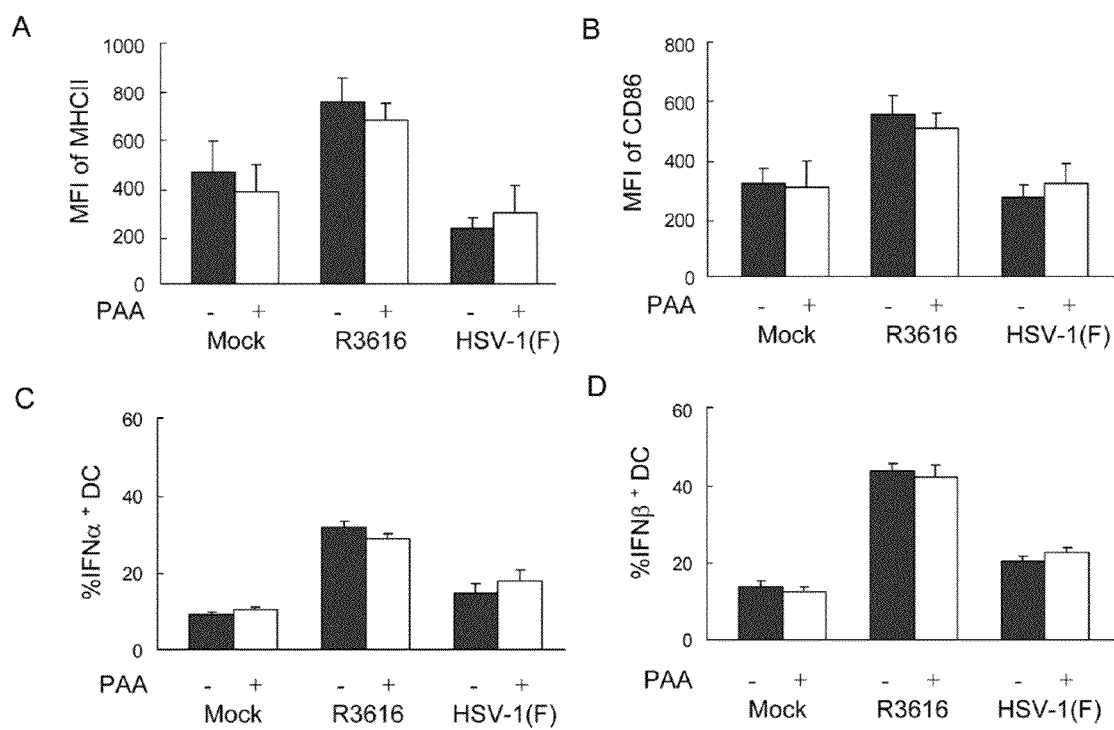 A
MFI of MHCII
1000
800
600
400
200
0
PAA - + - + - +
Mock R3616 HSV-1(F)
B
MFI of CD86
800
600
400
200
0
PAA - + - + - +
Mock R3616 HSV-1(F)
C
%IFNα + DC
60
40
20
0
PAA - + - + - +
Mock R3616 HSV-1(F)
D
%IFNβ + DC
60
40
20
0
PAA - + - + - +
Mock R3616 HSV-1(F)